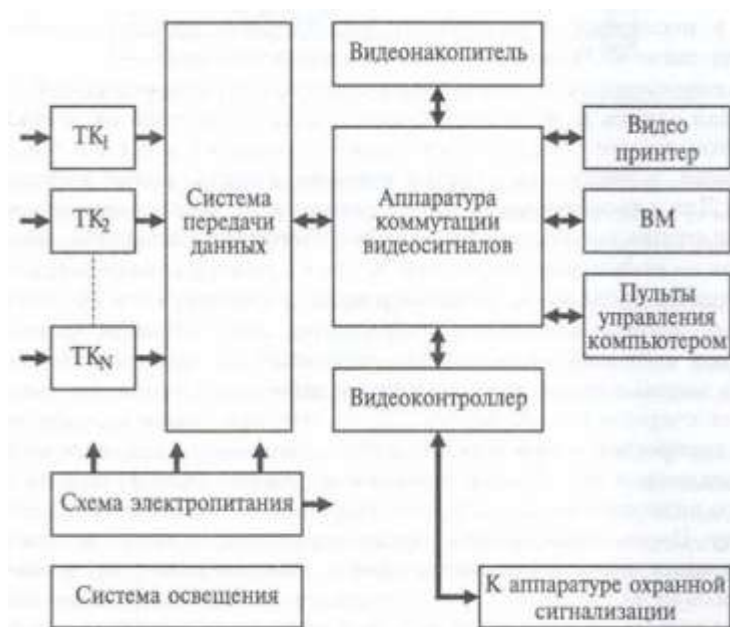 Видеонакопитель
ТК1
Видео
принтер
Система
передачи
данных
Аппаратура
коммутации
видеосигналов
ТК2
ВМ
Пульты
управления
компьютером
ТКN
Видеоконтроллер
Схема электропитания
Система освещения
К аппаратуре охранной
сигнализации